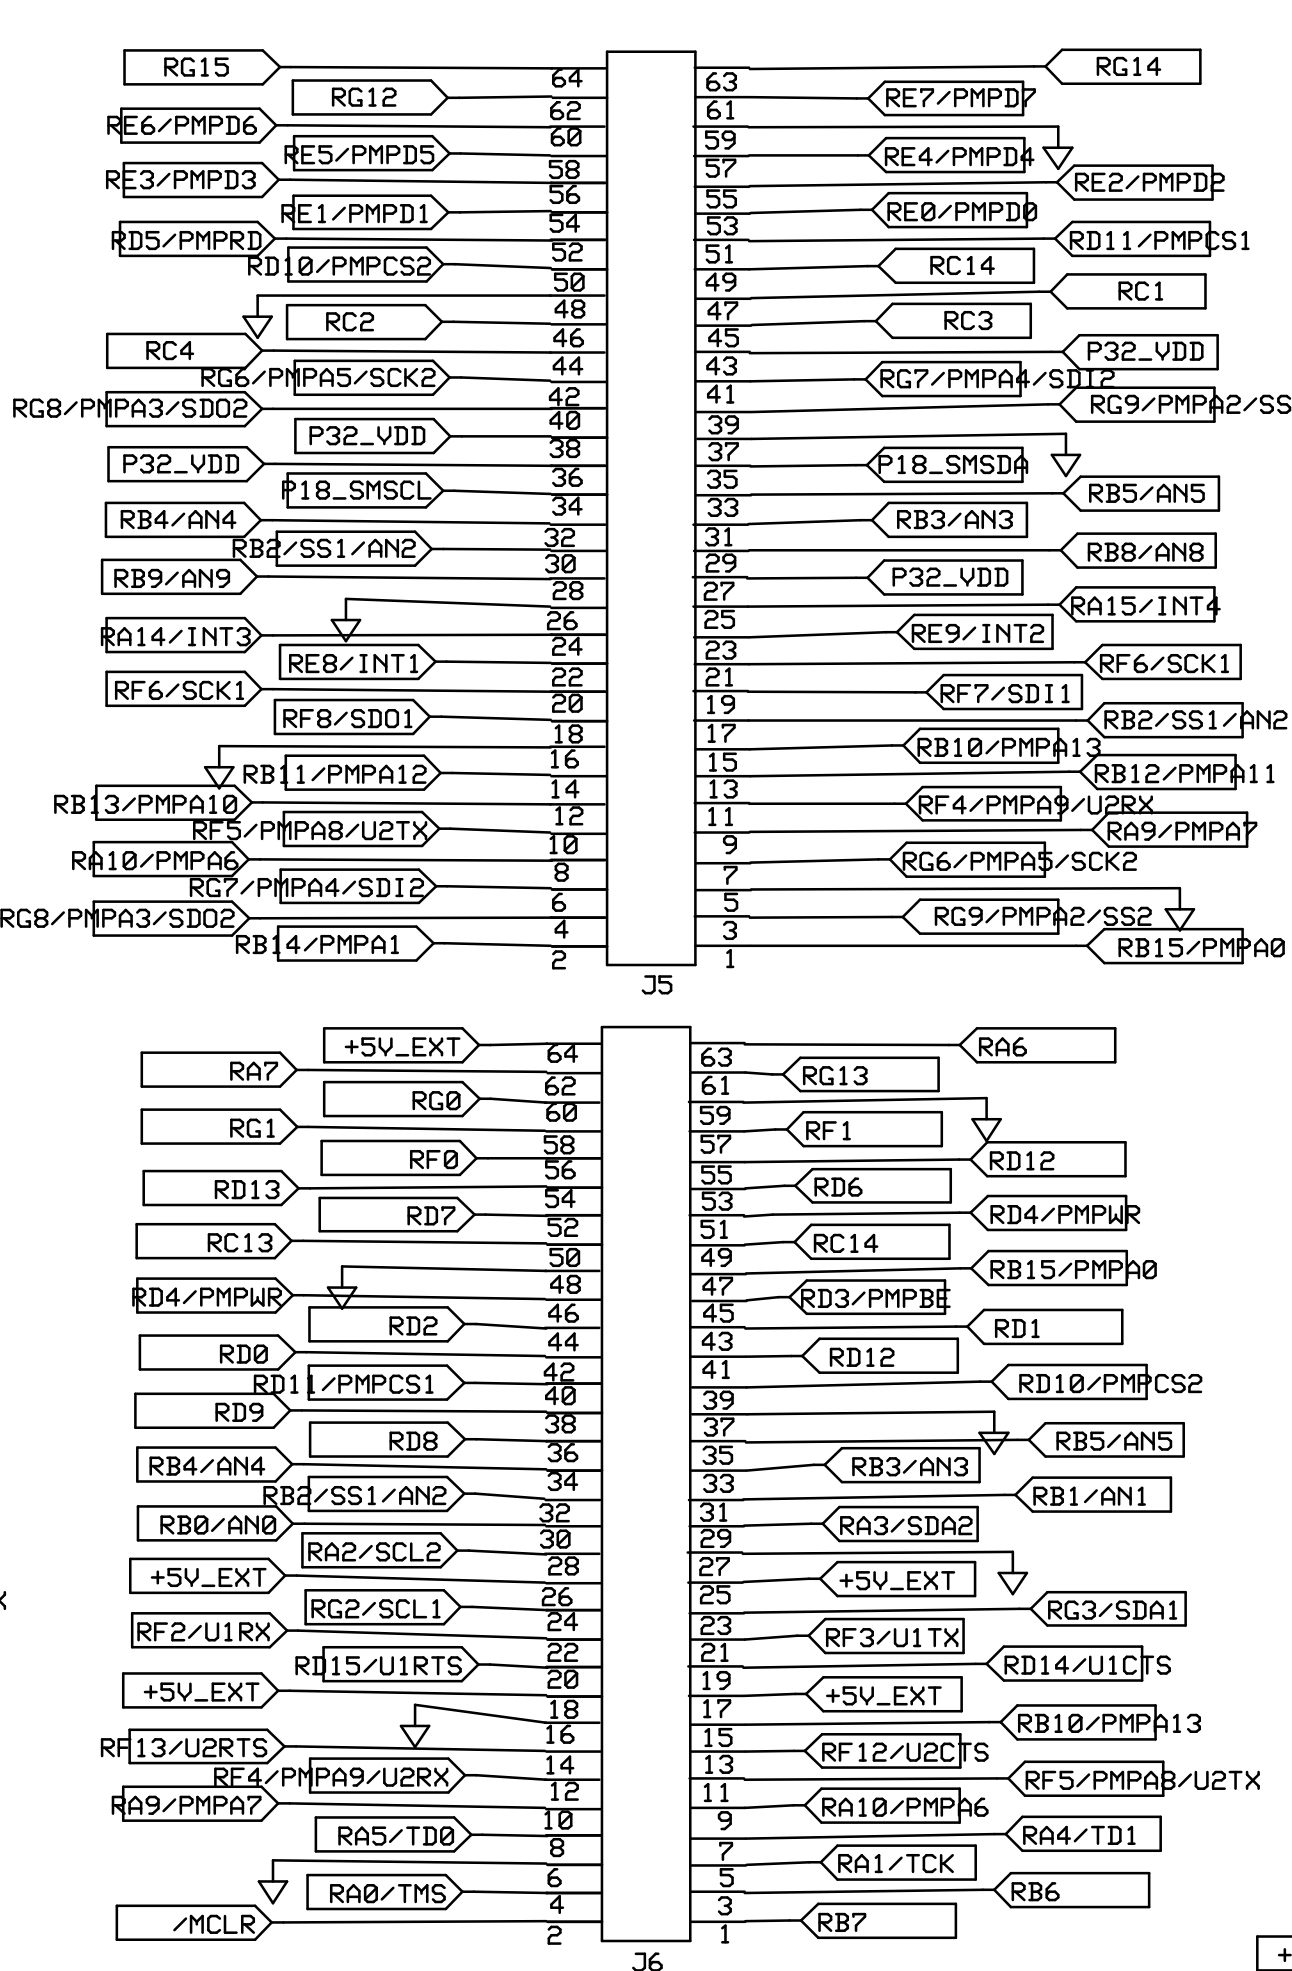 RG15 64 63 RG14
RG12 62 61 RE7/PMPD7
RE6/PMPD6 60 59
RE5/PMPD5 58 57 RE4/PMPD4
RE3/PMPD3 56 55 RE2/PMPD2
RE1/PMPD1 54 53 RE0/PMPD0
RD5/PMPRD 52 51 RD11/PMPCS1
RD10/PMPCS2 50 49 RC14
48 47 RC1
RC2 46 45 RC3
RC4 44 43 P32_VDD
RG6/PMPA5/SCK2 42 41 RG7/PMPA4/SDI2
RG8/PMPA3/SDO2 40 39 RG9/PMPA2/SS
P32_VDD 38 37
P32_VDD 36 35 P18_SMSDA
P18_SMSCL 34 33 RB5/AN5
RB4/AN4 32 31 RB3/AN3
RB2/SS1/AN2 30 29 RB8/AN8
RB9/AN9 28 27 P32_VDD
26 25 RA15/INT4
RA14/INT3 24 23 RE9/INT2
RE8/INT1 22 21 RF6/SCK1
RF6/SCK1 20 19 RF7/SDI1
RF8/SDO1 18 17 RB2/SS1/AN2
16 15 RB10/PMPA13
RB11/PMPA12 14 13 RB12/PMPA11
RB13/PMPA10 12 11 RF4/PMPA9/U2RX
RF5/PMPA8/U2TX 10 9 RA9/PMPA7
RA10/PMPA6 8 7 RG6/PMPA5/SCK2
RG7/PMPA4/SDI2 6 5
RG8/PMPA3/SDO2 4 3 RG9/PMPA2/SS2
RB14/PMPA1 2 1 RB15/PMPA0
J5
+5V_EXT 64 63 RA6
RA7 62 61 RG13
RG0 60 59
RG1 58 57 RF1
RF0 56 55 RD12
RD13 54 53 RD6
RD7 52 51 RD4/PMPWR
RC13 50 49 RC14
48 47 RB15/PMPA0
RD4/PMPWR 46 45 RD3/PMPBE
RD2 44 43 RD1
RD0 42 41 RD12
RD11/PMPCS1 40 39 RD10/PMPCS2
RD9 38 37
RD8 36 35 RB5/AN5
RB4/AN4 34 33 RB3/AN3
RB2/SS1/AN2 32 31 RB1/AN1
RB0/AN0 30 29 RA3/SDA2
RA2/SCL2 28 27
+5V_EXT 26 25 +5V_EXT
RG2/SCL1 24 23 RG3/SDA1
RF2/U1RX 22 21 RF3/U1TX
RD15/U1RTS 20 19 RD14/U1CTS
+5V_EXT 18 17 +5V_EXT
16 15 RB10/PMPA13
RF13/U2RTS 14 13 RF12/U2CTS
RF4/PMPA9/U2RX 12 11 RF5/PMPA8/U2TX
RA9/PMPA7 10 9 RA10/PMPA6
RA5/TD0 8 7 RA4/TD1
6 5 RA1/TCK
RA0/TMS 4 3 RB6
/MCLR 2 1 RB7
J6
+